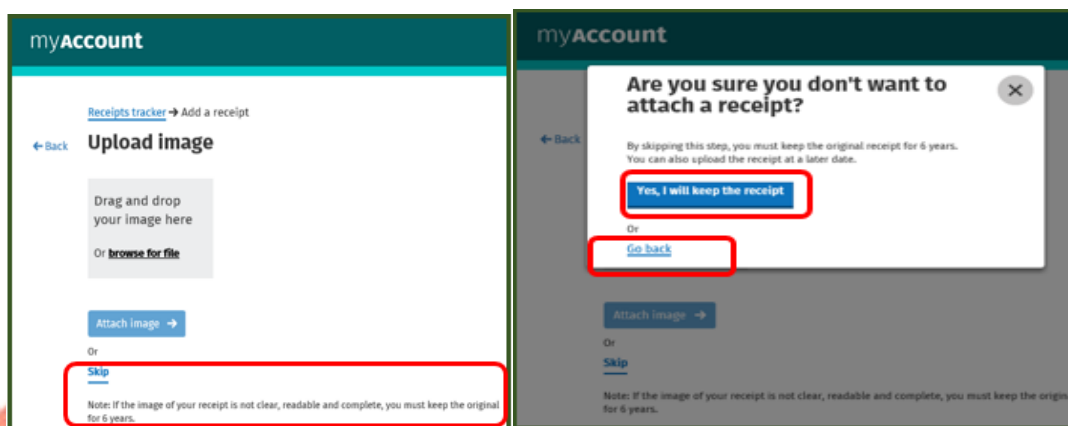 myAccount
Receipts tracker → Add a receipt
← Back
Upload image
Drag and drop
your image here
Or browse for file
Attach image →
Or
Skip
Note: If the image of your receipt is not clear, readable and complete, you must keep the original
for 6 years.
myAccount
← Back
Are you sure you don't want to
attach a receipt?
By skipping this step, you must keep the original receipt for 6 years.
You can also upload the receipt at a later date.
Yes, I will keep the receipt
Or
Go back
Attach image →
Or
Skip
Note: If the image of your receipt is not clear, readable and complete, you must keep the origin
for 6 years.